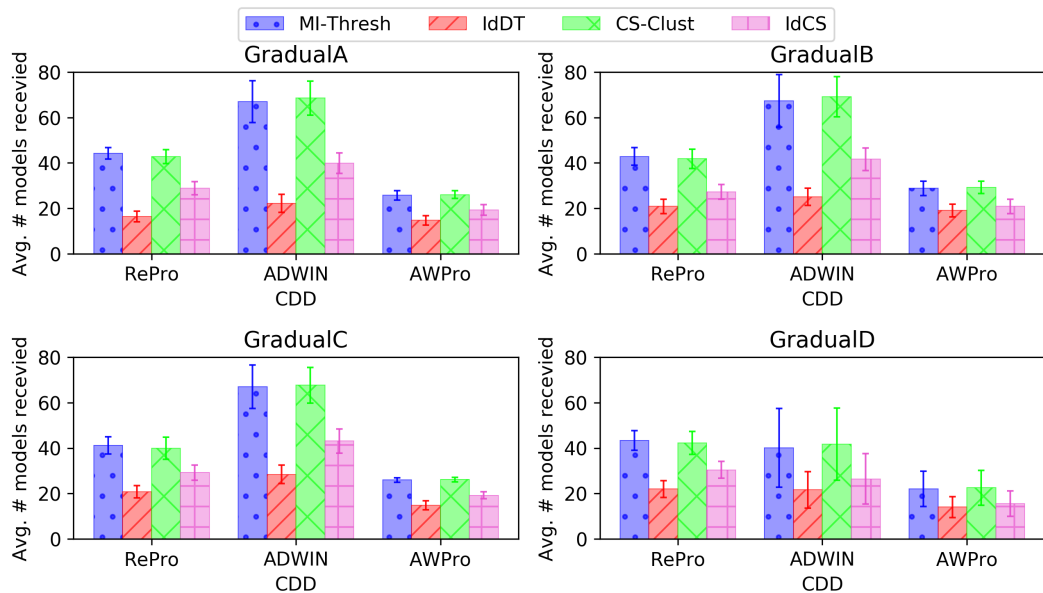 MI-Thresh IdDT CS-Clust IdCS
GradualA
Avg. # models recevied
80
60
40
20
0
RePro ADWIN AWPro
CDD
GradualB
Avg. # models recevied
80
60
40
20
0
RePro ADWIN AWPro
CDD
GradualC
Avg. # models recevied
80
60
40
20
0
RePro ADWIN AWPro
CDD
GradualD
Avg. # models recevied
80
60
40
20
0
RePro ADWIN AWPro
CDD